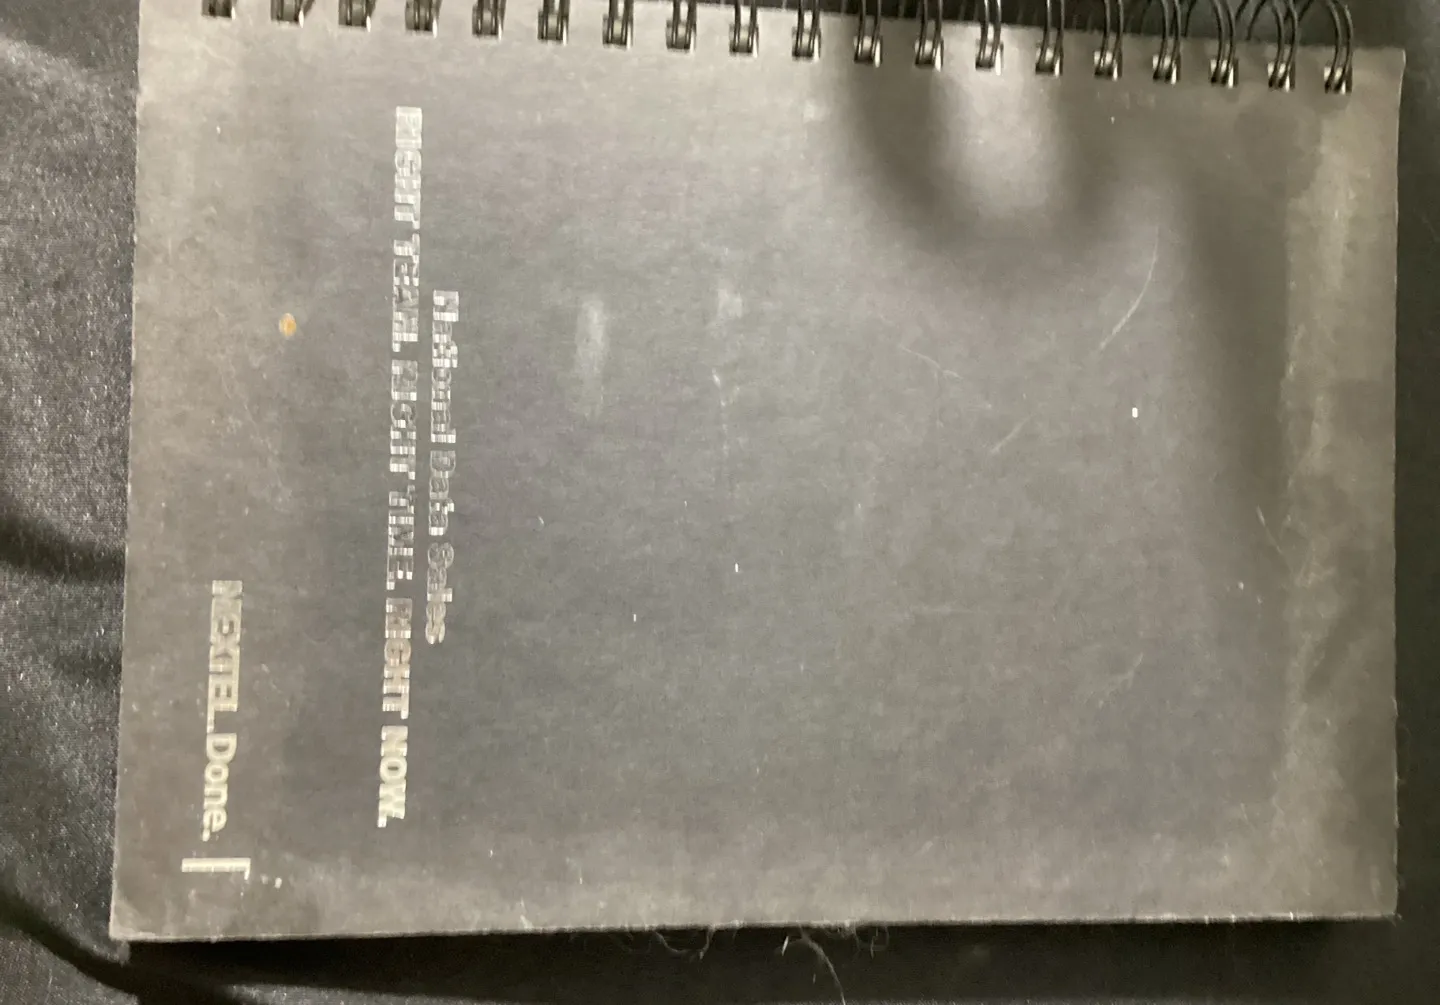 National Data Sales
RIGHT TEAM. RIGHT TIME. RIGHT NOW.
NEXTEL. Done.